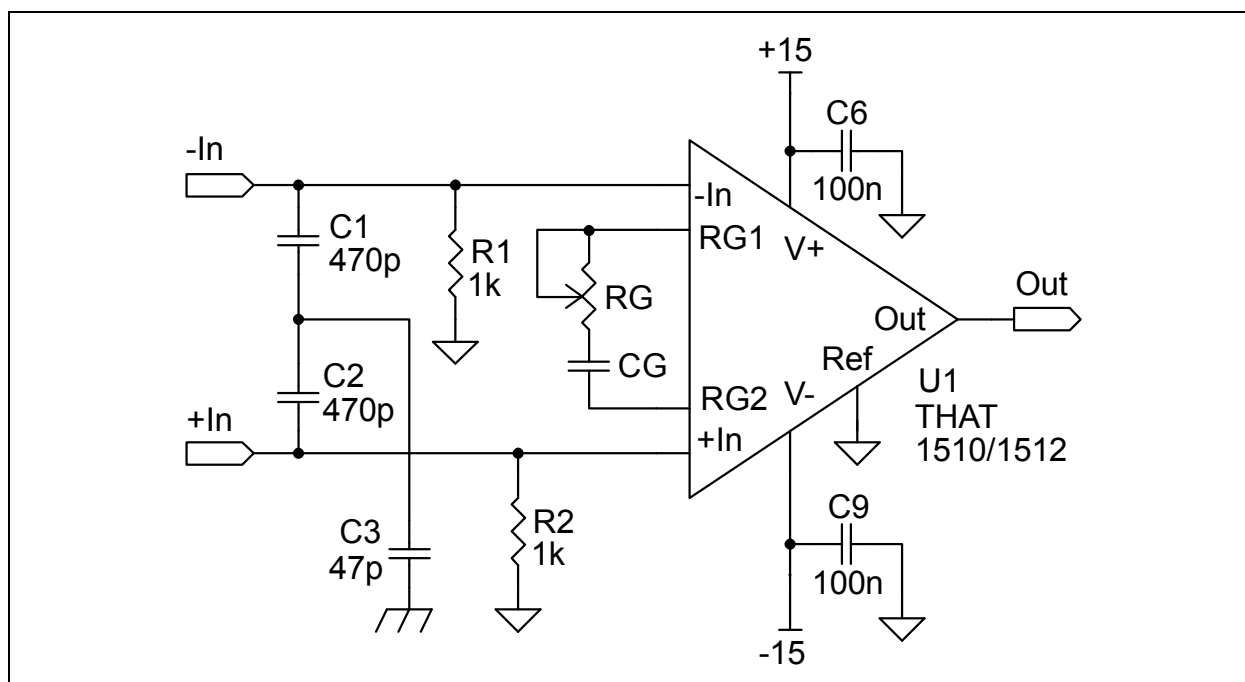 +15
C6
100n
-In
C1
470p
R1
1k
-In
RG1
V+
RG
CG
Out
Out
Ref
C2
470p
RG2
V-
U1
THAT
1510/1512
+In
+In
C3
47p
R2
1k
C9
100n
-15